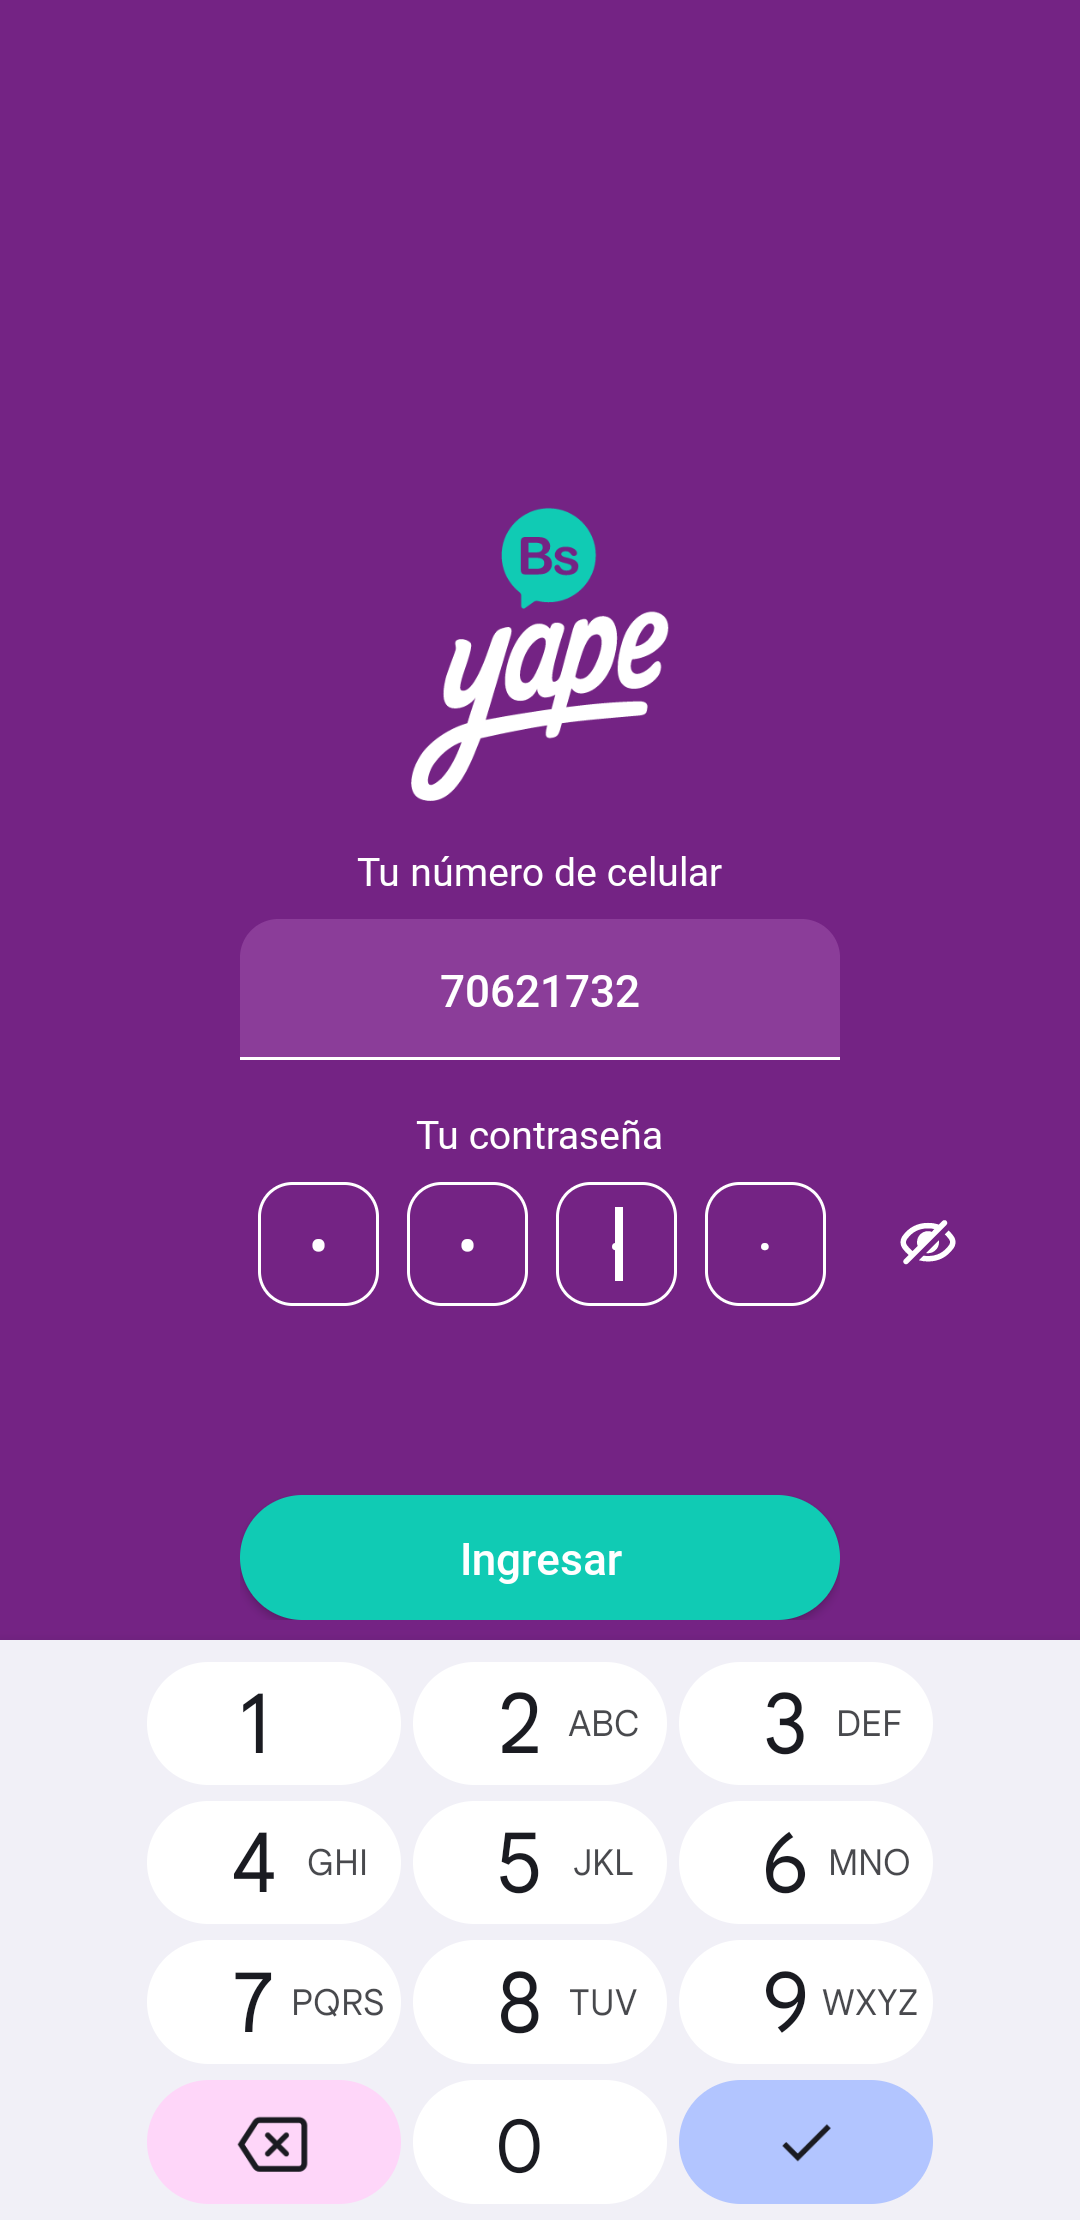 Bs
yape
Tu número de celular
70621732
Tu contraseña
Ingresar
1
2 ABC
3 DEF
4 GHI
5 JKL
6 MNO
7 PQRS
8 TUV
9 WXYZ
0